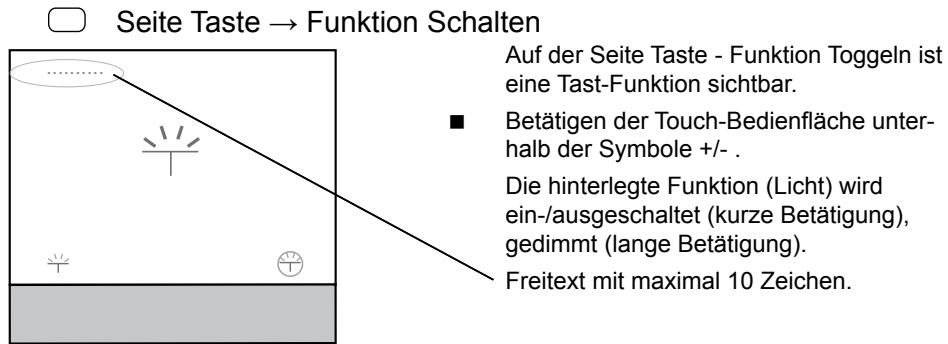 Seite Taste → Funktion Schalten
Auf der Seite Taste - Funktion Toggeln ist
eine Tast-Funktion sichtbar.
■ Betätigen der Touch-Bedienfläche unter-
halb der Symbole +/- .
Die hinterlegte Funktion (Licht) wird
ein-/ausgeschaltet (kurze Betätigung),
gedimmt (lange Betätigung).
Freitext mit maximal 10 Zeichen.